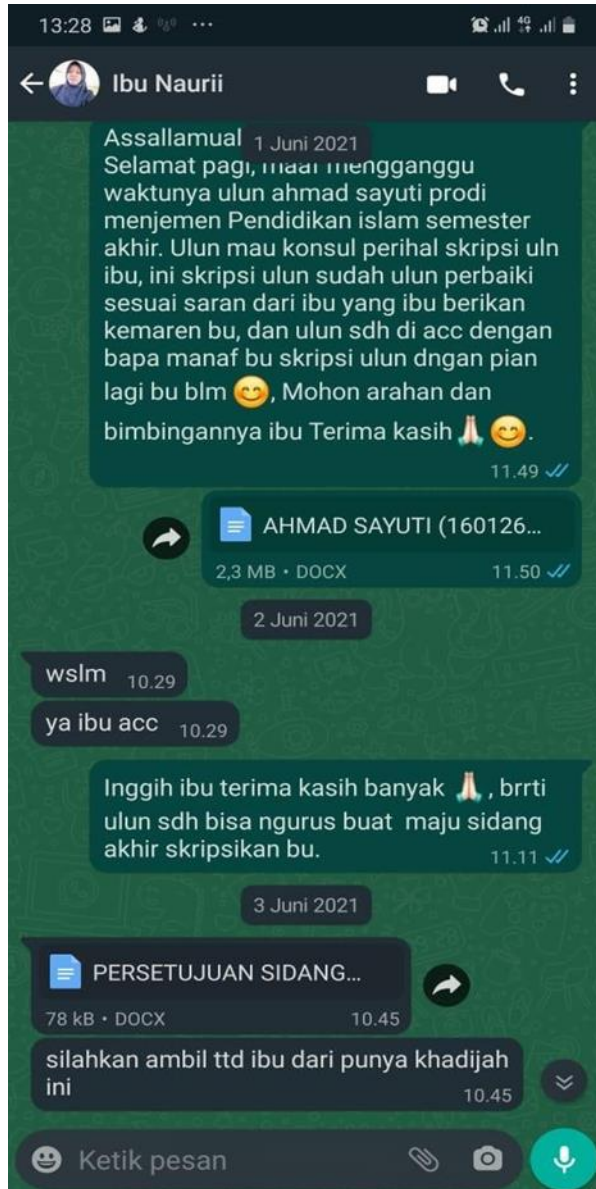 13:28
4G
Ibu Naurii
Assallamual
1 Juni 2021
Selamat pagi, maaf mengganggu
waktunya ulun ahmad sayuti prodi
menjemen Pendidikan islam semester
akhir. Ulun mau konsul perihal skripsi uln
ibu, ini skripsi ulun sudah ulun perbaiki
sesuai saran dari ibu yang ibu berikan
kemaren bu, dan ulun sdh di acc dengan
bapa manaf bu skripsi ulun dngan pian
lagi bu blm 😊, Mohon arahan dan
bimbingannya ibu Terima kasih 🙏 😊.
11.49
AHMAD SAYUTI (160126...
2,3 MB • DOCX 11.50
2 Juni 2021
wslm 10.29
ya ibu acc 10.29
Inggih ibu terima kasih banyak 🙏 , brrti
ulun sdh bisa ngurus buat maju sidang
akhir skripsikan bu. 11.11
3 Juni 2021
PERSETUJUAN SIDANG...
78 kB • DOCX 10.45
silahkan ambil ttd ibu dari punya khadijah
ini 10.45
Ketik pesan